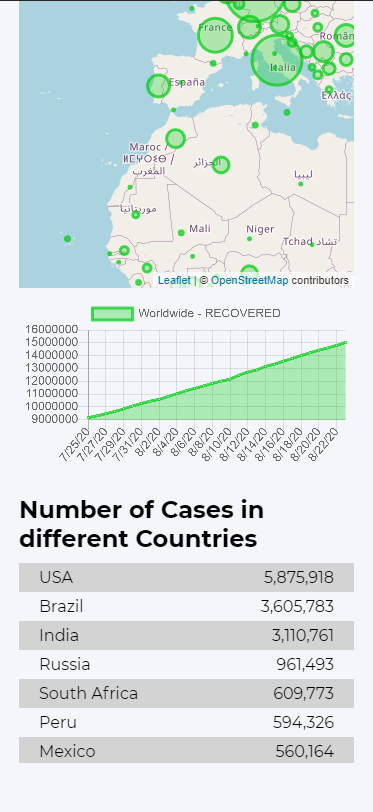 France
Român
Italia
España
Ελλάς
Maroc /
ⵍⵎⵖⵔⵉⴱ /
المغرب
الجزائر
ليبيا
موريتانيا
Mali
Niger
Tchad تشاد
Leaflet | © OpenStreetMap contributors
Worldwide - RECOVERED
16000000
15000000
14000000
13000000
12000000
11000000
10000000
9000000
7/25/20
7/27/20
7/29/20
7/31/20
8/2/20
8/4/20
8/6/20
8/8/20
8/10/20
8/12/20
8/14/20
8/16/20
8/18/20
8/20/20
8/22/20
Number of Cases in
different Countries
USA 5,875,918
Brazil 3,605,783
India 3,110,761
Russia 961,493
South Africa 609,773
Peru 594,326
Mexico 560,164